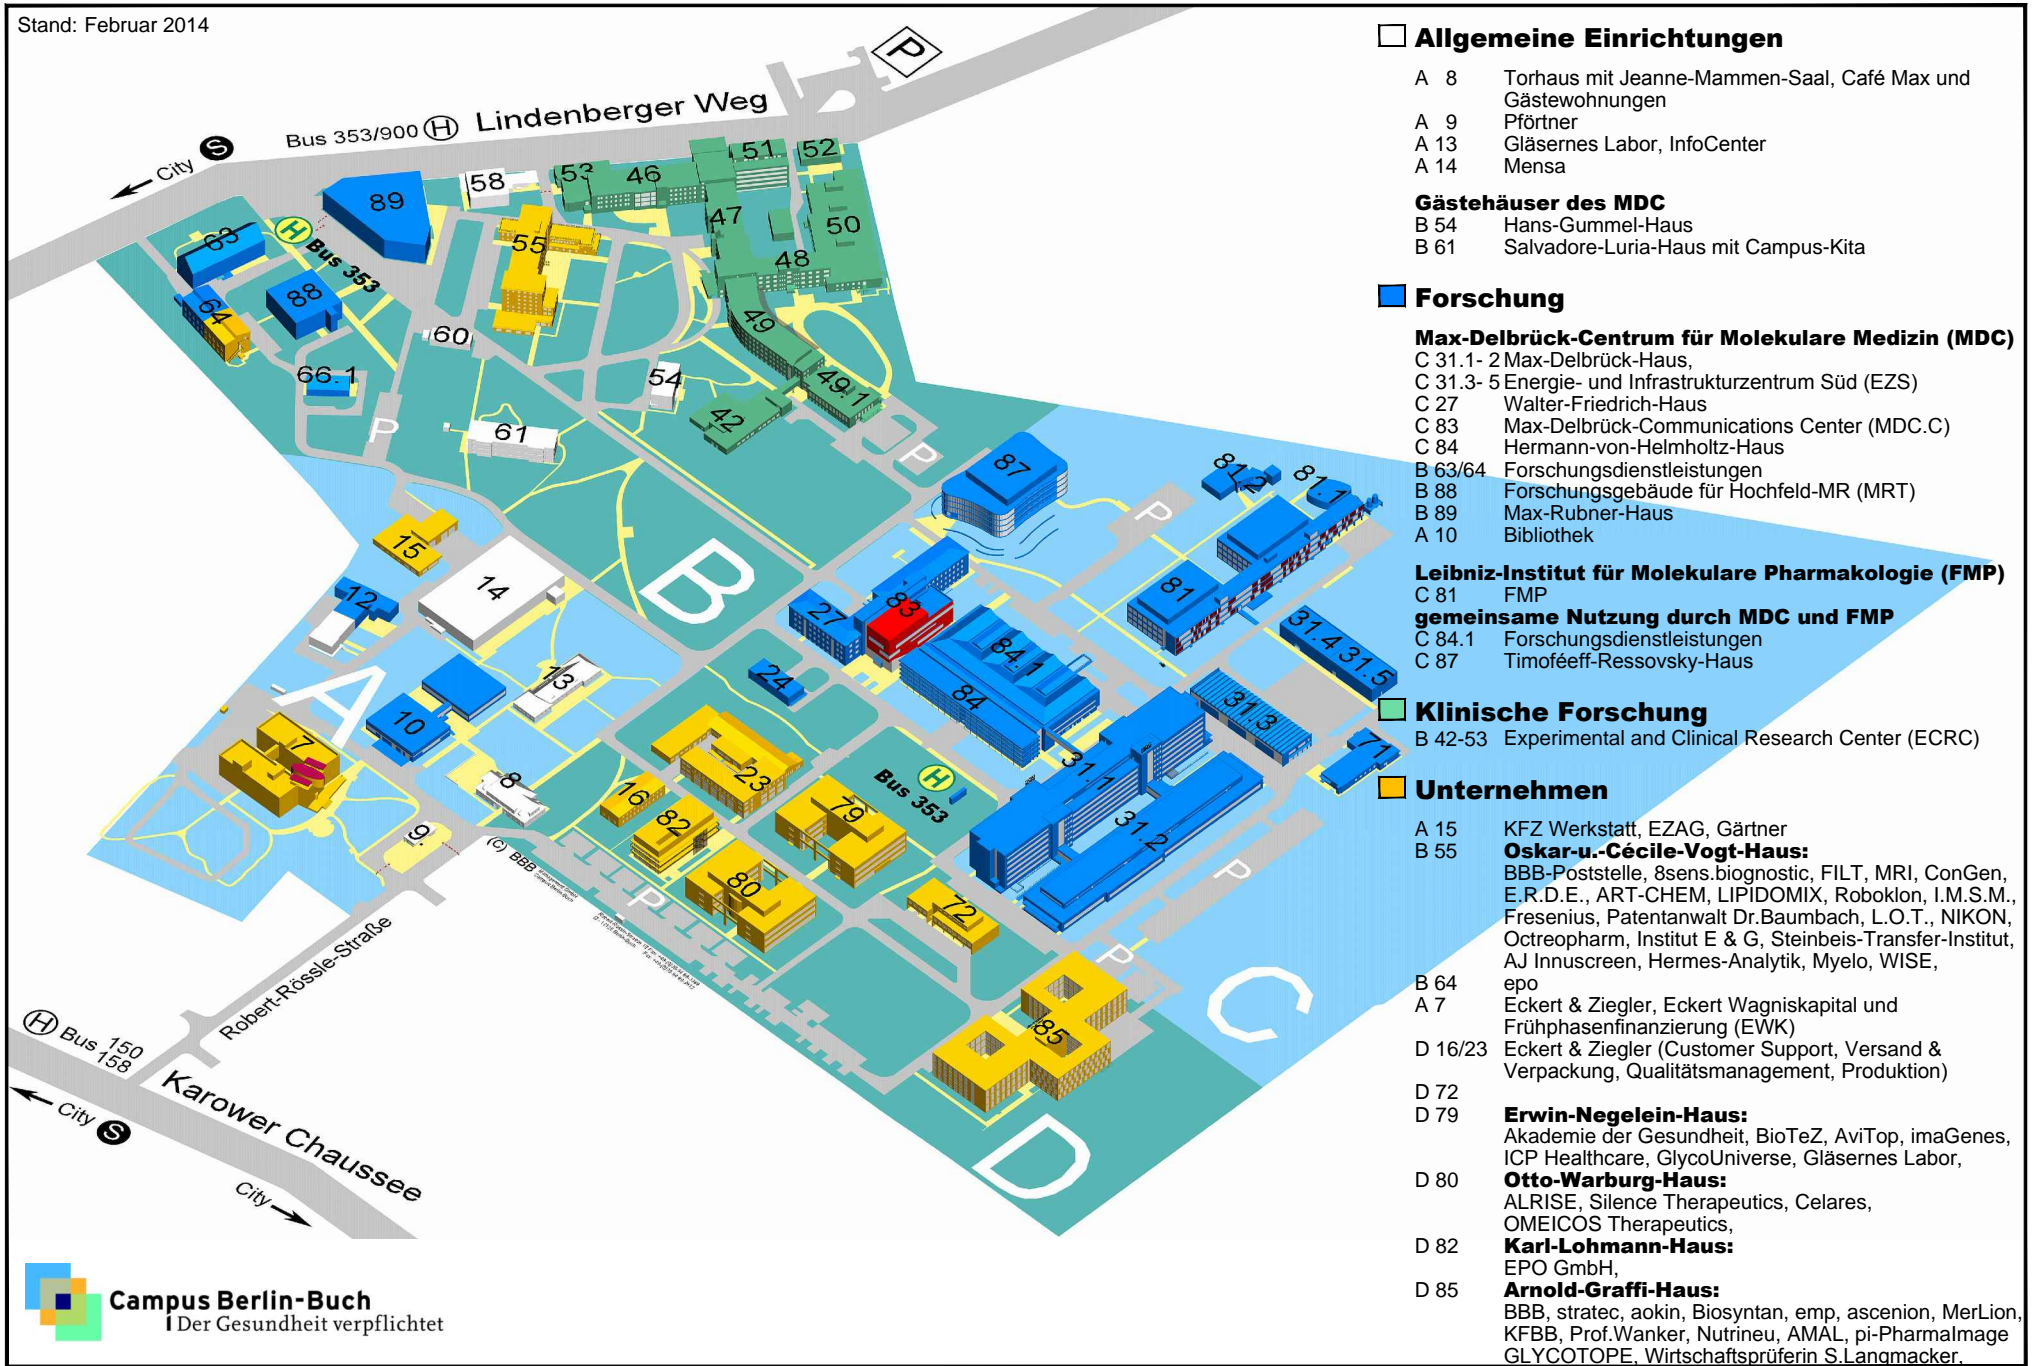 Stand: Februar 2014
P
Lindenberger Weg
Bus 353/900 H
City S
58
53
46
51
52
89
63
H
Bus 353
55
47
50
48
88
64
49
60
66.1
54
49.1
42
P
61
P
87
81.2
81.1
P
15
14
12
B
83
27
81
84.1
31.4
31.5
24
84
31.3
13
A
10
7
31.1
71
8
23
16
Bus 353
H
79
82
31.2
9.
(C) BBB
80
P
P
72
P
Robert-Rössle-Straße
C
85
H Bus 150
158
Karower Chaussee
City S
City
D
Campus Berlin-Buch
Der Gesundheit verpflichtet
Allgemeine Einrichtungen
A 8 Torhaus mit Jeanne-Mammen-Saal, Café Max und
Gästewohnungen
A 9 Pförtner
A 13 Gläsernes Labor, InfoCenter
A 14 Mensa
Gästehäuser des MDC
B 54 Hans-Gummel-Haus
B 61 Salvadore-Luria-Haus mit Campus-Kita
Forschung
Max-Delbrück-Centrum für Molekulare Medizin (MDC)
C 31.1- 2 Max-Delbrück-Haus,
C 31.3- 5 Energie- und Infrastrukturzentrum Süd (EZS)
C 27 Walter-Friedrich-Haus
C 83 Max-Delbrück-Communications Center (MDC.C)
C 84 Hermann-von-Helmholtz-Haus
B 63/64 Forschungsdienstleistungen
B 88 Forschungsgebäude für Hochfeld-MR (MRT)
B 89 Max-Rubner-Haus
A 10 Bibliothek
Leibniz-Institut für Molekulare Pharmakologie (FMP)
C 81 FMP
gemeinsame Nutzung durch MDC und FMP
C 84.1 Forschungsdienstleistungen
C 87 Timoféeff-Ressovsky-Haus
Klinische Forschung
B 42-53 Experimental and Clinical Research Center (ECRC)
Unternehmen
A 15 KFZ Werkstatt, EZAG, Gärtner
B 55 Oskar-u.-Cécile-Vogt-Haus:
BBB-Poststelle, 8sens.biognostic, FILT, MRI, ConGen,
E.R.D.E., ART-CHEM, LIPIDOMIX, Roboklon, I.M.S.M.,
Fresenius, Patentanwalt Dr.Baumbach, L.O.T., NIKON,
Octreopharm, Institut E & G, Steinbeis-Transfer-Institut,
AJ Innuscreen, Hermes-Analytik, Myelo, WISE,
B 64 epo
A 7 Eckert & Ziegler, Eckert Wagniskapital und
Frühphasenfinanzierung (EWK)
D 16/23 Eckert & Ziegler (Customer Support, Versand &
Verpackung, Qualitätsmanagement, Produktion)
D 72
D 79 Erwin-Negelein-Haus:
Akademie der Gesundheit, BioTeZ, AviTop, imaGenes,
ICP Healthcare, GlycoUniverse, Gläsernes Labor,
D 80 Otto-Warburg-Haus:
ALRISE, Silence Therapeutics, Celares,
OMEICOS Therapeutics,
D 82 Karl-Lohmann-Haus:
EPO GmbH,
D 85 Arnold-Graffi-Haus:
BBB, stratec, aokin, Biosyntan, emp, ascenion, MerLion,
KFBB, Prof.Wanker, Nutrineu, AMAL, pi-PharmaImage
GLYCOTOPE, Wirtschaftsprüferin S.Langmacker,